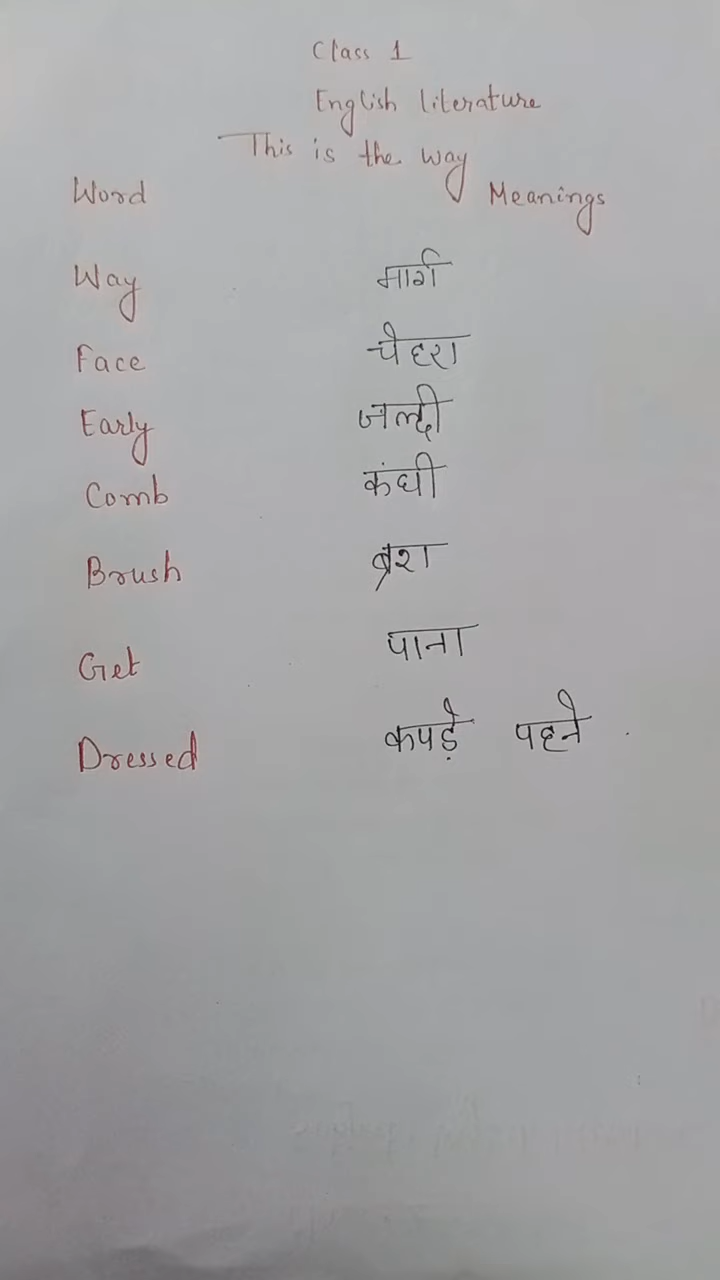 Class 1
English literature
This is the way
Word Meanings
Way मार्ग
Face चेहरा
Early जल्दी
Comb कंघी
Brush ब्रश
Get पाना
Dressed कपड़े पहने